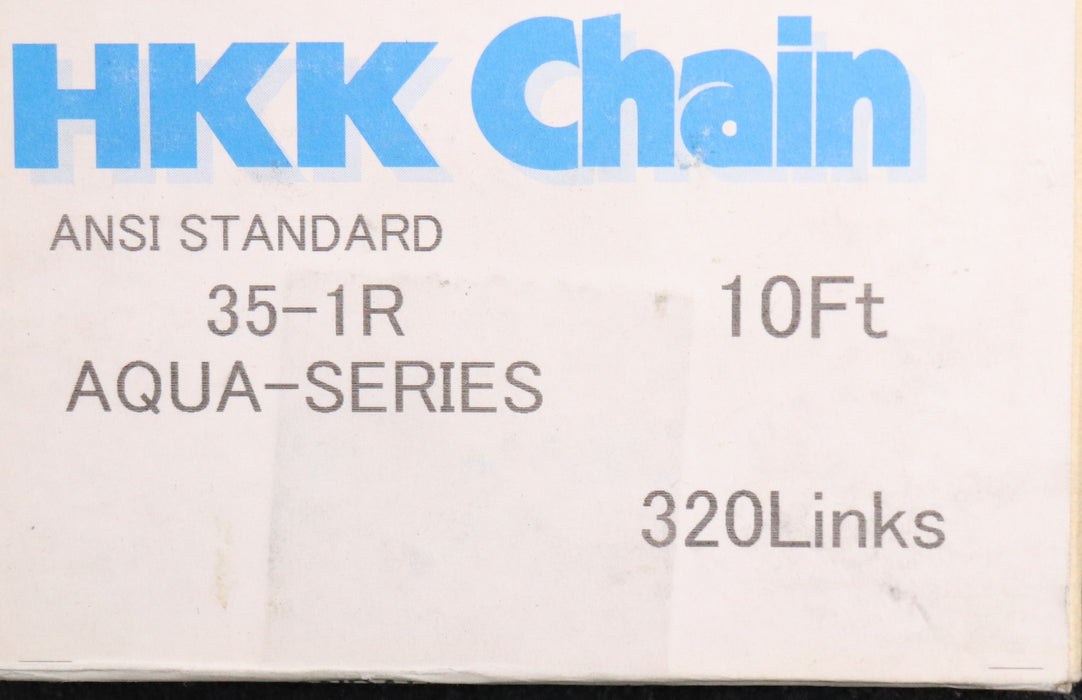 HKK Chain
ANSI STANDARD
35-1R 10Ft
AQUA-SERIES
320Links